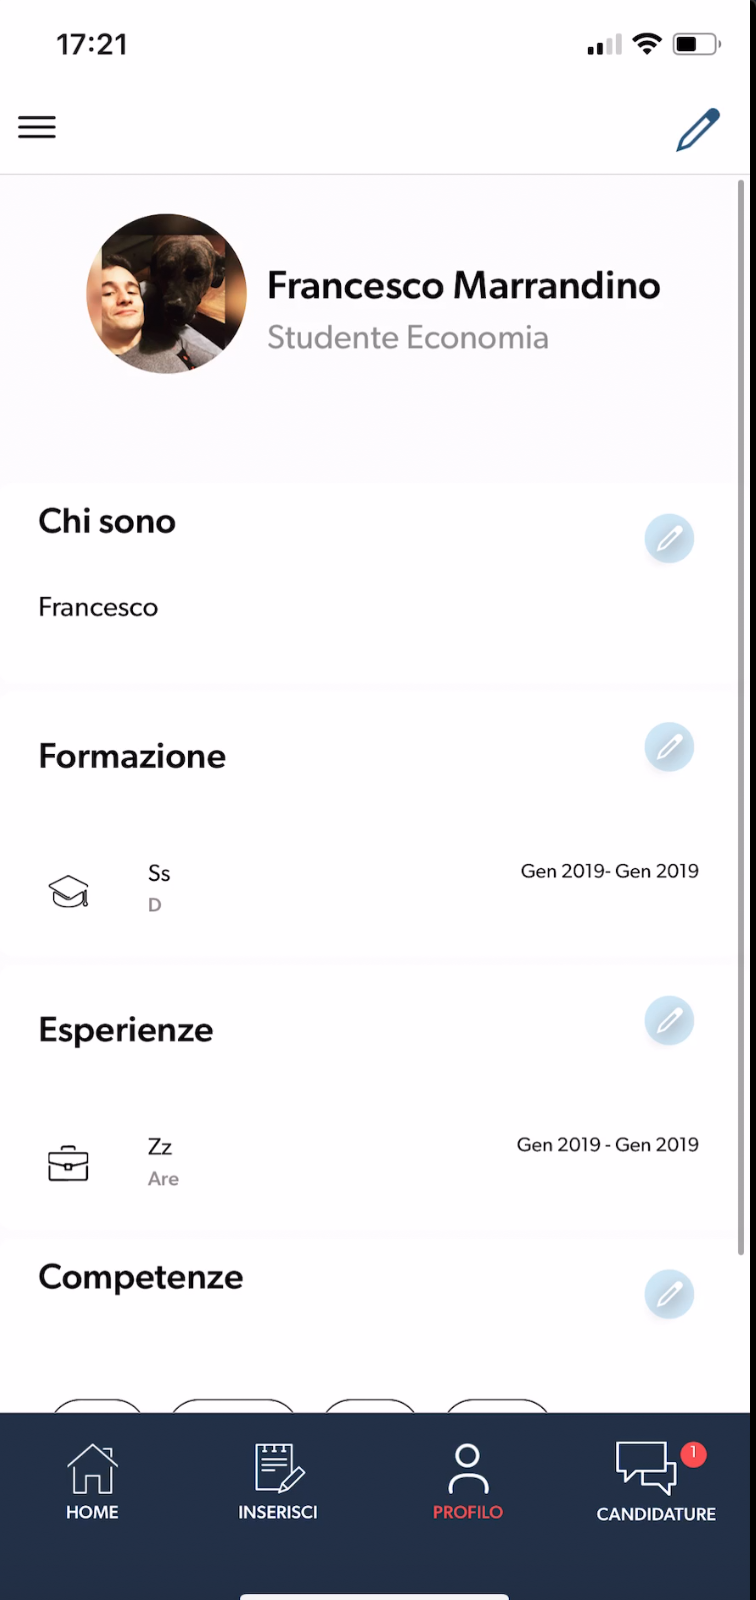 17:21
Francesco Marrandino
Studente Economia
Chi sono
Francesco
Formazione
Ss
Gen 2019- Gen 2019
D
Esperienze
Zz
Gen 2019 - Gen 2019
Are
Competenze
HOME
INSERISCI
PROFILO
1
CANDIDATURE